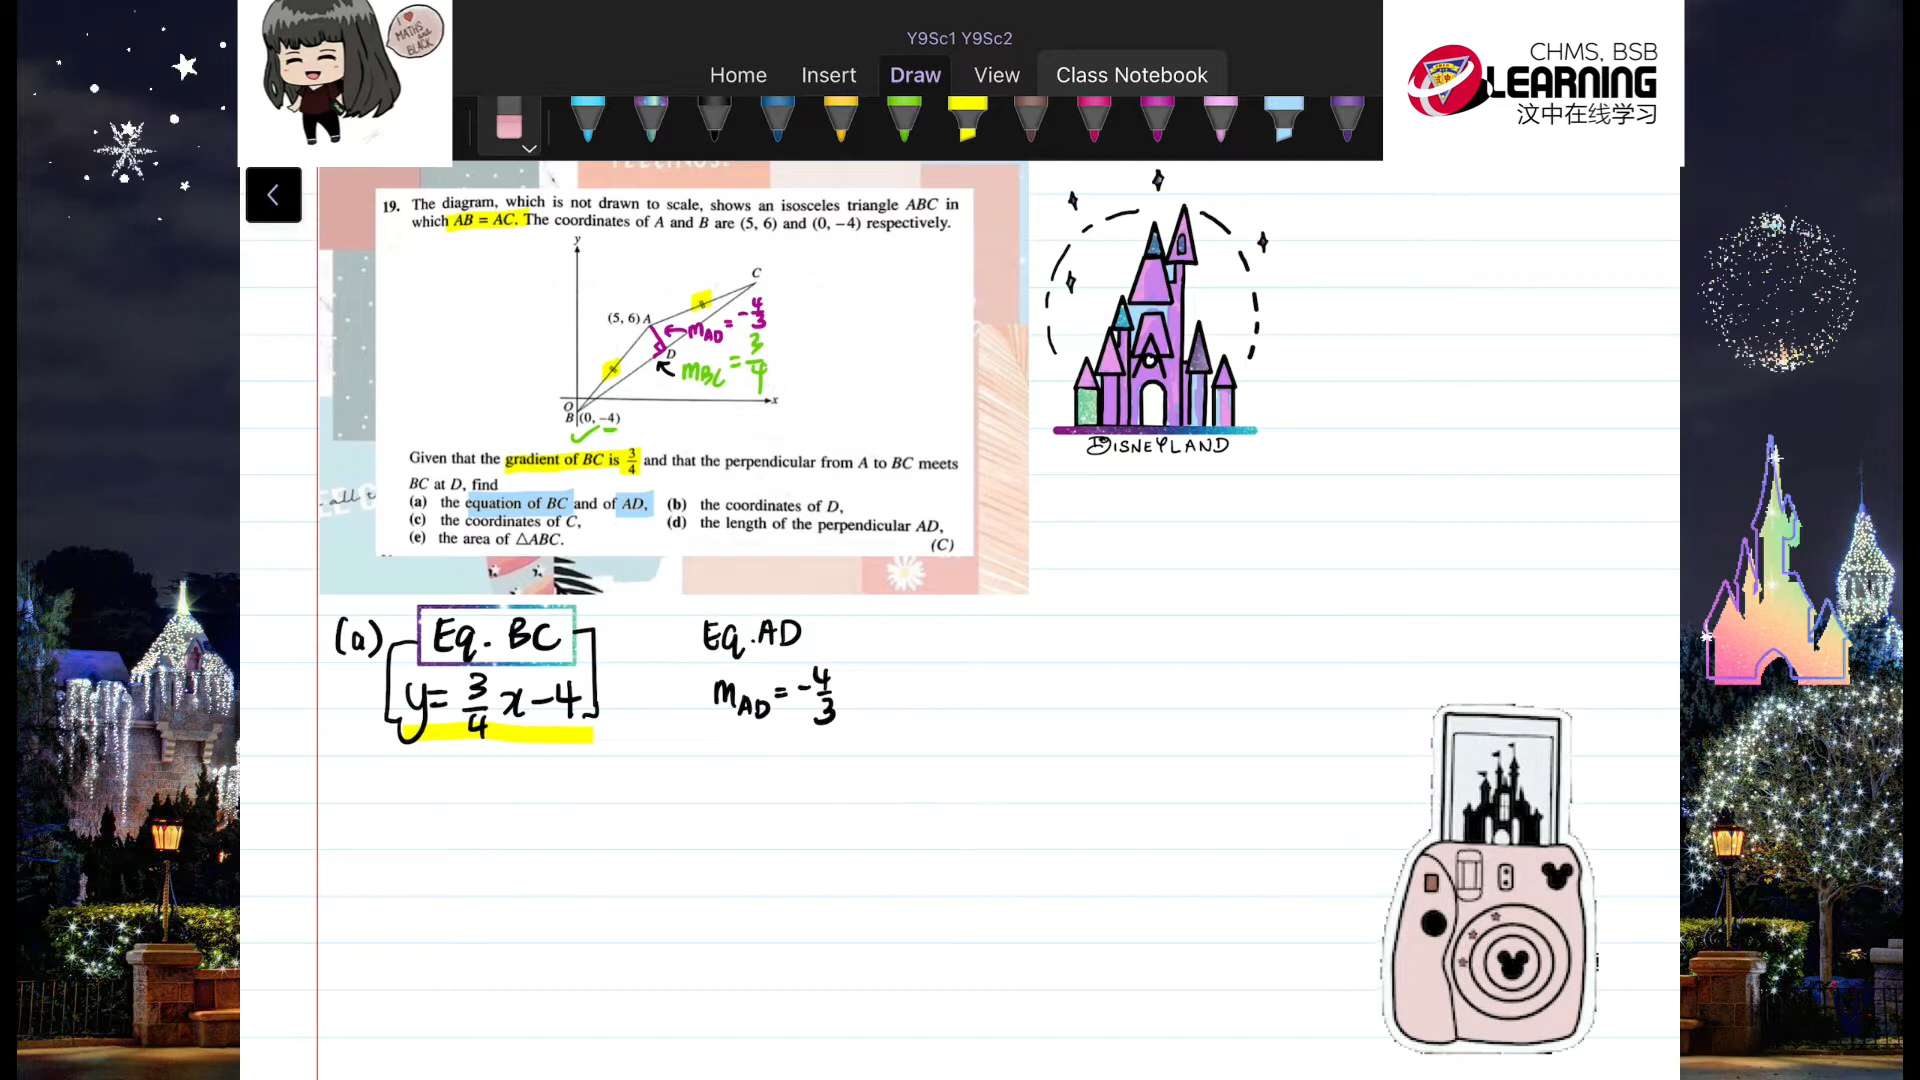 I ♥ MATHS and BLACK
Y9Sc1 Y9Sc2
Home Insert Draw View Class Notebook
CHMS, BSB
LEARNING
汶中在线学习
19. The diagram, which is not drawn to scale, shows an isosceles triangle ABC in
which AB = AC. The coordinates of A and B are (5, 6) and (0, −4) respectively.
y
C
(5, 6) A
m_AD = -4/3
D
m_BC = 3/4
O
x
B (0, −4)
Given that the gradient of BC is 3/4 and that the perpendicular from A to BC meets
BC at D, find
(a) the equation of BC and of AD, (b) the coordinates of D,
(c) the coordinates of C, (d) the length of the perpendicular AD,
(e) the area of △ABC.
(C)
DISNEYLAND
(a) Eq. BC
y = 3/4 x − 4
Eq. AD
m_AD = -4/3